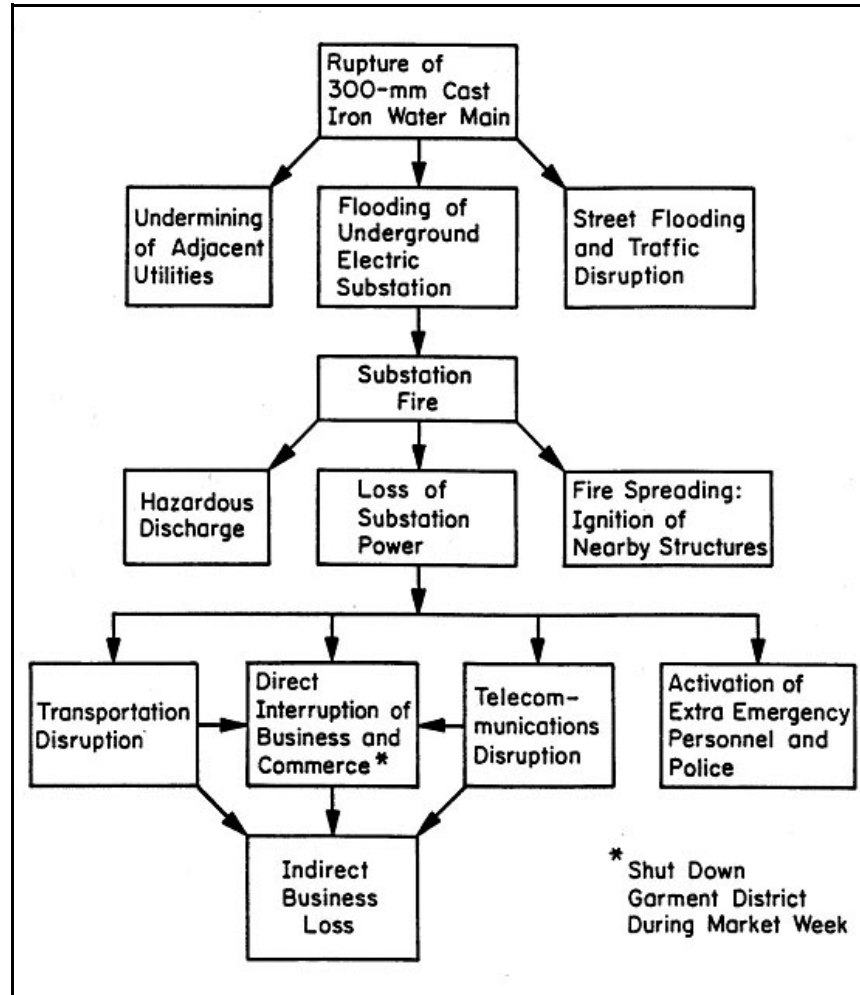 Rupture of
300-mm Cast
Iron Water Main
Undermining
of Adjacent
Utilities
Flooding of
Underground
Electric
Substation
Street Flooding
and Traffic
Disruption
Substation
Fire
Hazardous
Discharge
Loss of
Substation
Power
Fire Spreading:
Ignition of
Nearby Structures
Transportation
Disruption
Direct
Interruption of
Business and
Commerce*
Telecom-
munications
Disruption
Activation of
Extra Emergency
Personnel and
Police
Indirect
Business
Loss
*Shut Down
Garment District
During Market Week